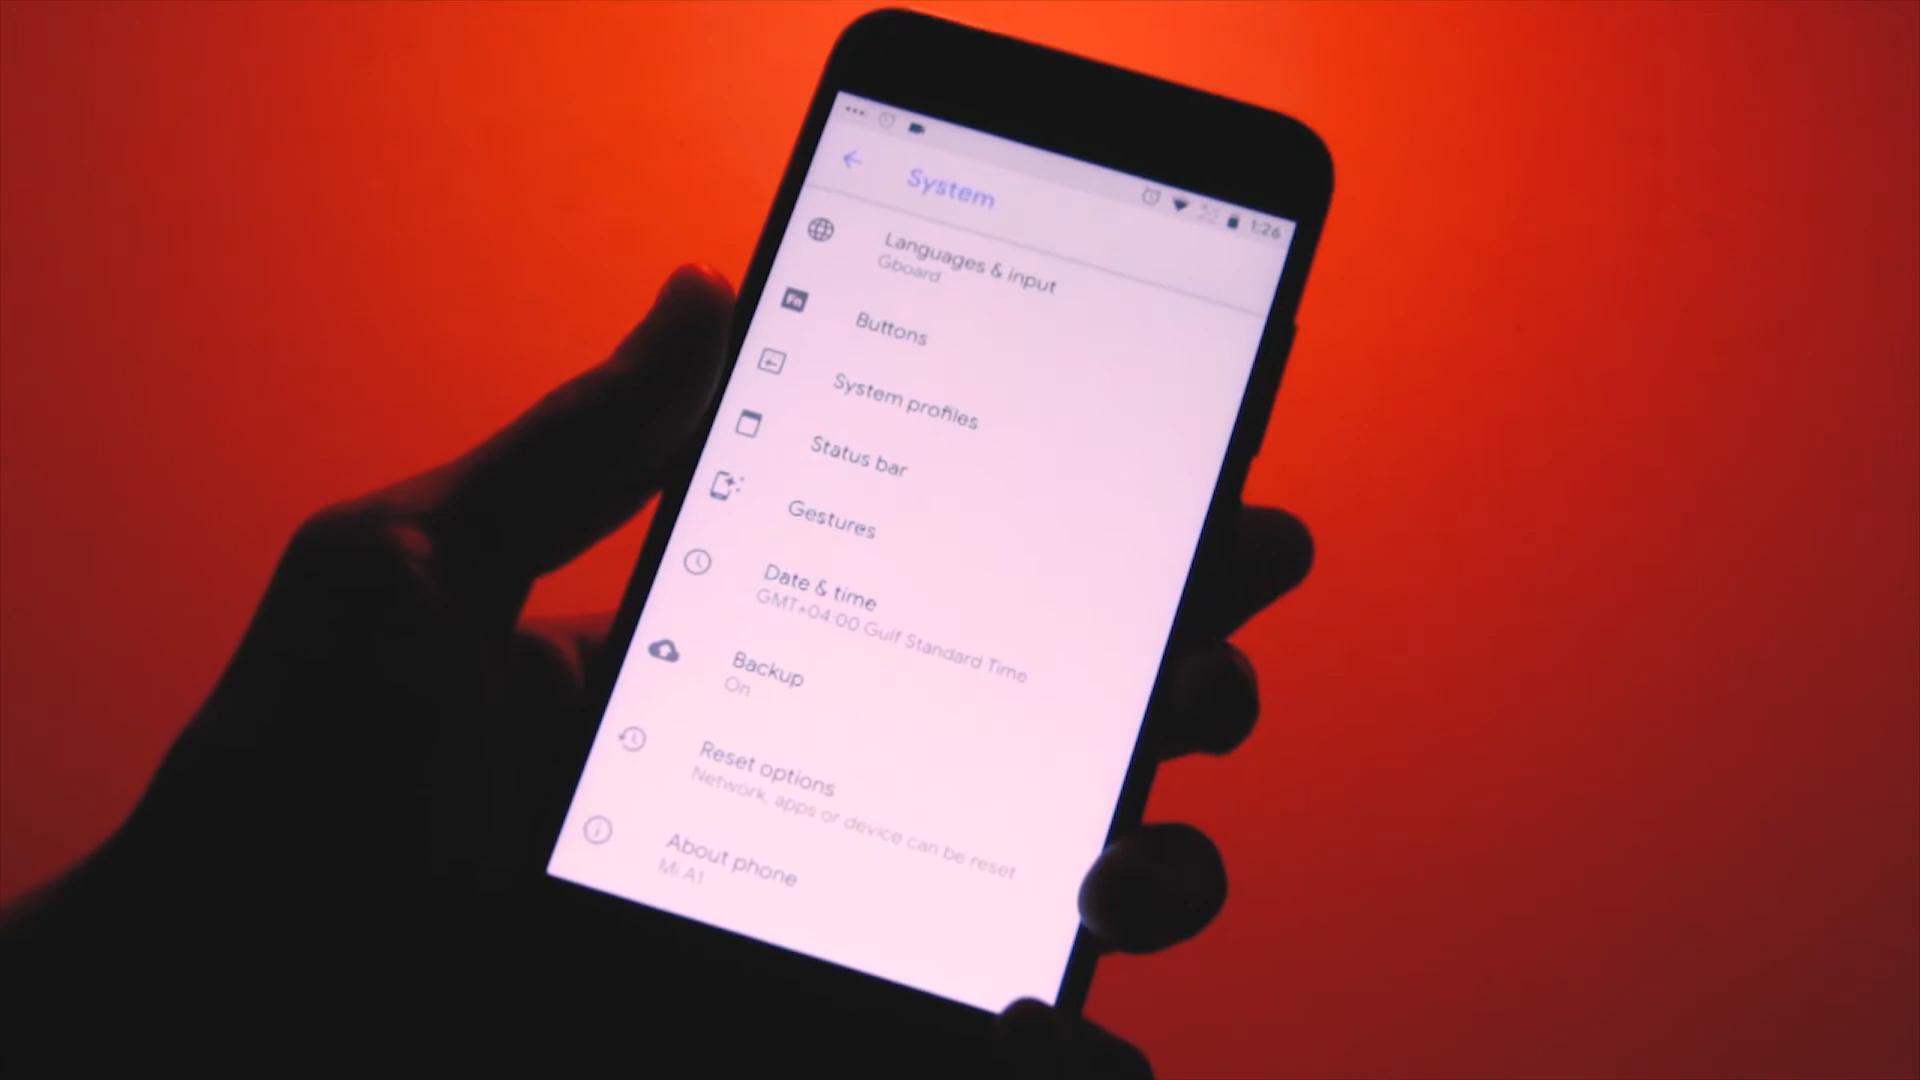 1:26
System
Languages & input
Gboard
Fn
Buttons
System profiles
Status bar
Gestures
Date & time
GMT+04:00 Gulf Standard Time
Backup
On
Reset options
Network, apps or device can be reset
About phone
Mi A1